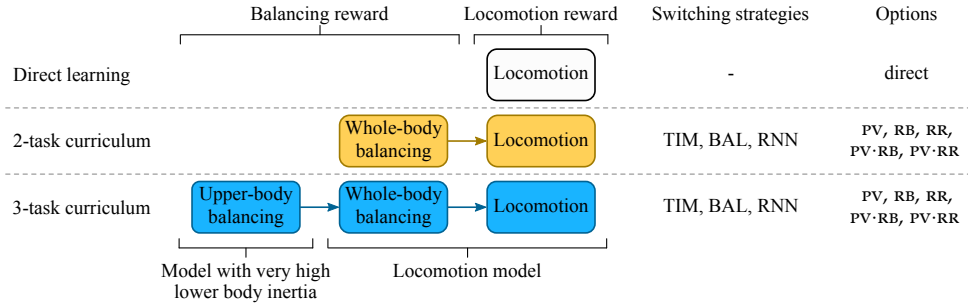 Balancing reward
Locomotion reward
Switching strategies
Options
Direct learning
Locomotion
-
direct
2-task curriculum
Whole-body
balancing
Locomotion
TIM, BAL, RNN
PV, RB, RR,
PV·RB, PV·RR
3-task curriculum
Upper-body
balancing
Whole-body
balancing
Locomotion
TIM, BAL, RNN
PV, RB, RR,
PV·RB, PV·RR
Model with very high
lower body inertia
Locomotion model